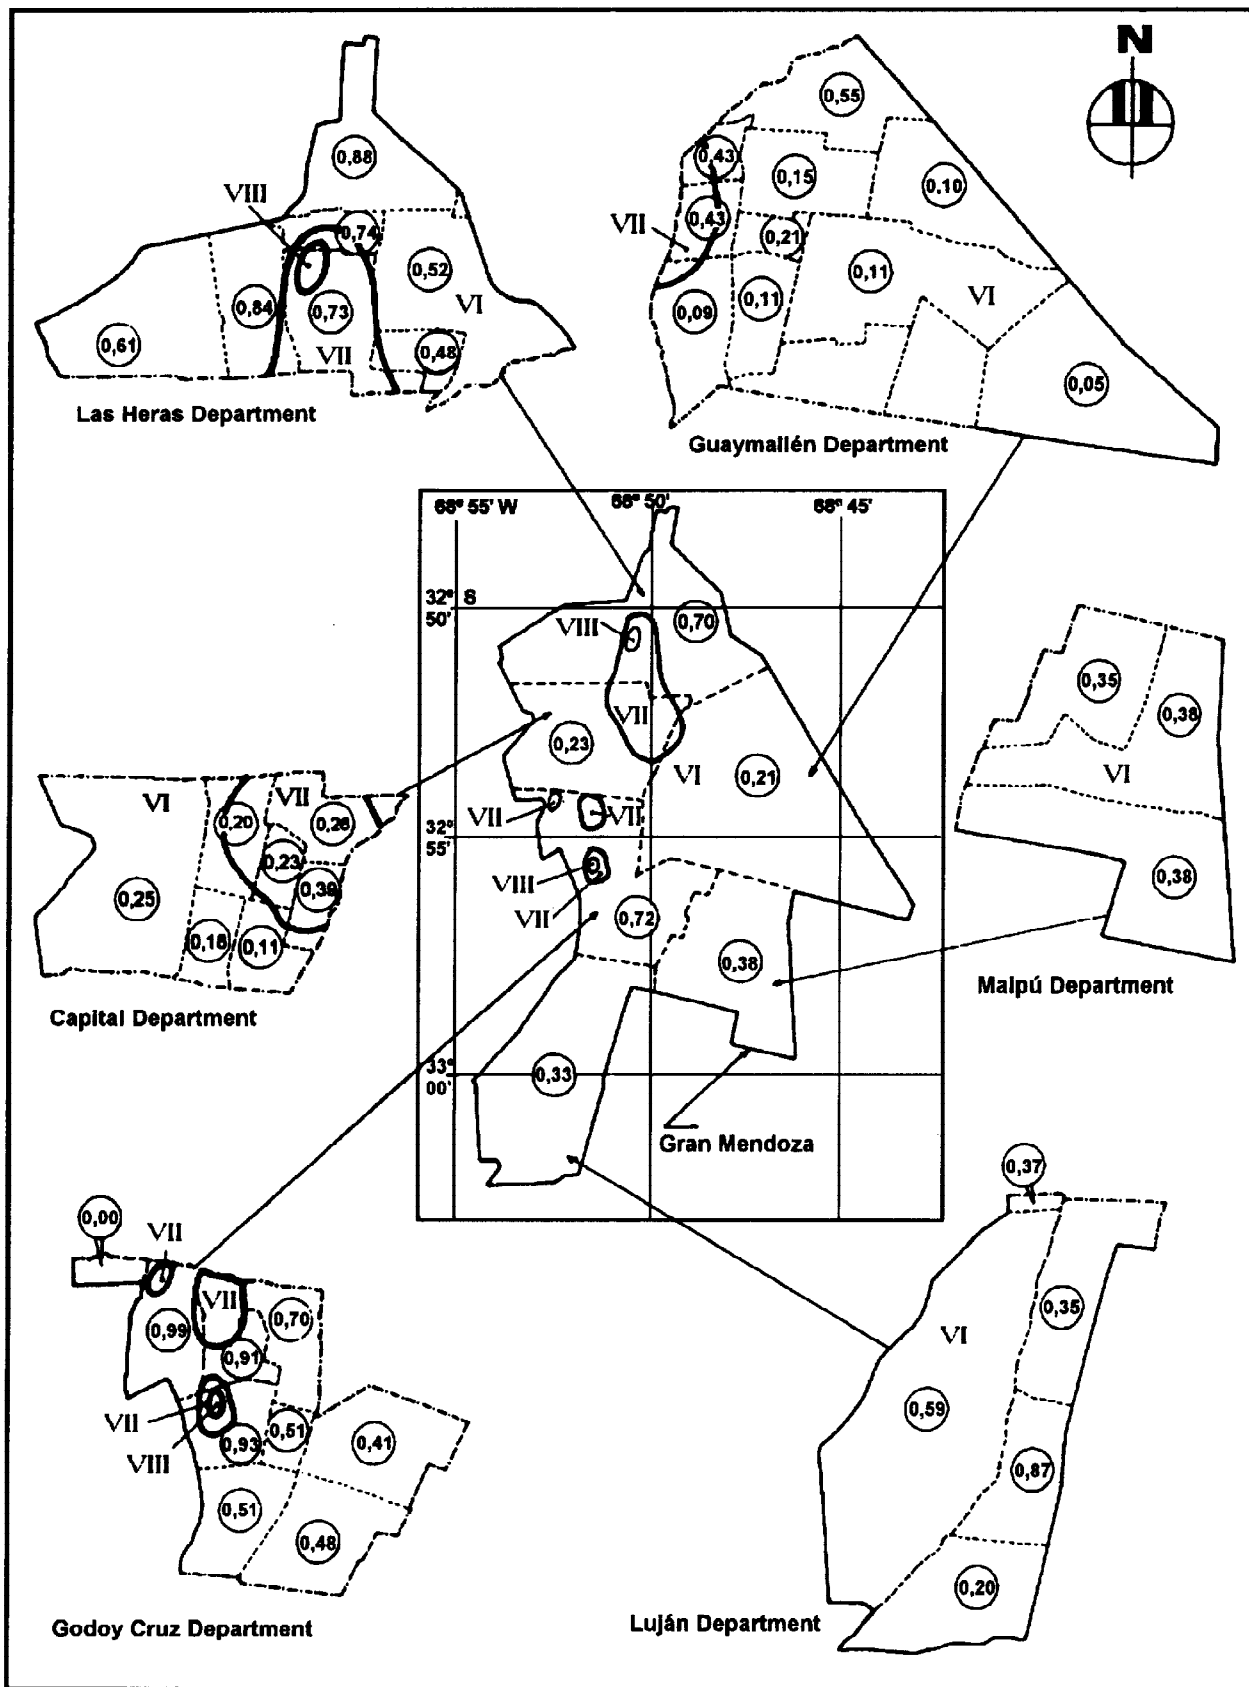 N
0,88
VIII
0,74
0,52
VI
0,84
0,73
0,61
VII
0,48
Las Heras Department
0,55
0,43
0,15
0,10
0,43
VII
0,21
0,11
VI
0,09
0,11
0,05
Guaymallén Department
68° 55' W
68° 50'
68° 45'
32° S
50'
VIII
0,70
VII
0,23
VI
0,21
VII
VII
32°
55'
VIII
VII
0,72
0,38
33°
00'
0,33
Gran Mendoza
VI
VII
0,20
0,26
0,23
0,39
0,25
0,18
0,11
Capital Department
0,35
0,38
VI
0,38
Maipú Department
0,00
VII
VII
0,70
0,99
0,91
VII
0,51
0,41
0,93
VIII
0,51
0,48
Godoy Cruz Department
0,37
0,35
VI
0,59
0,87
0,20
Luján Department